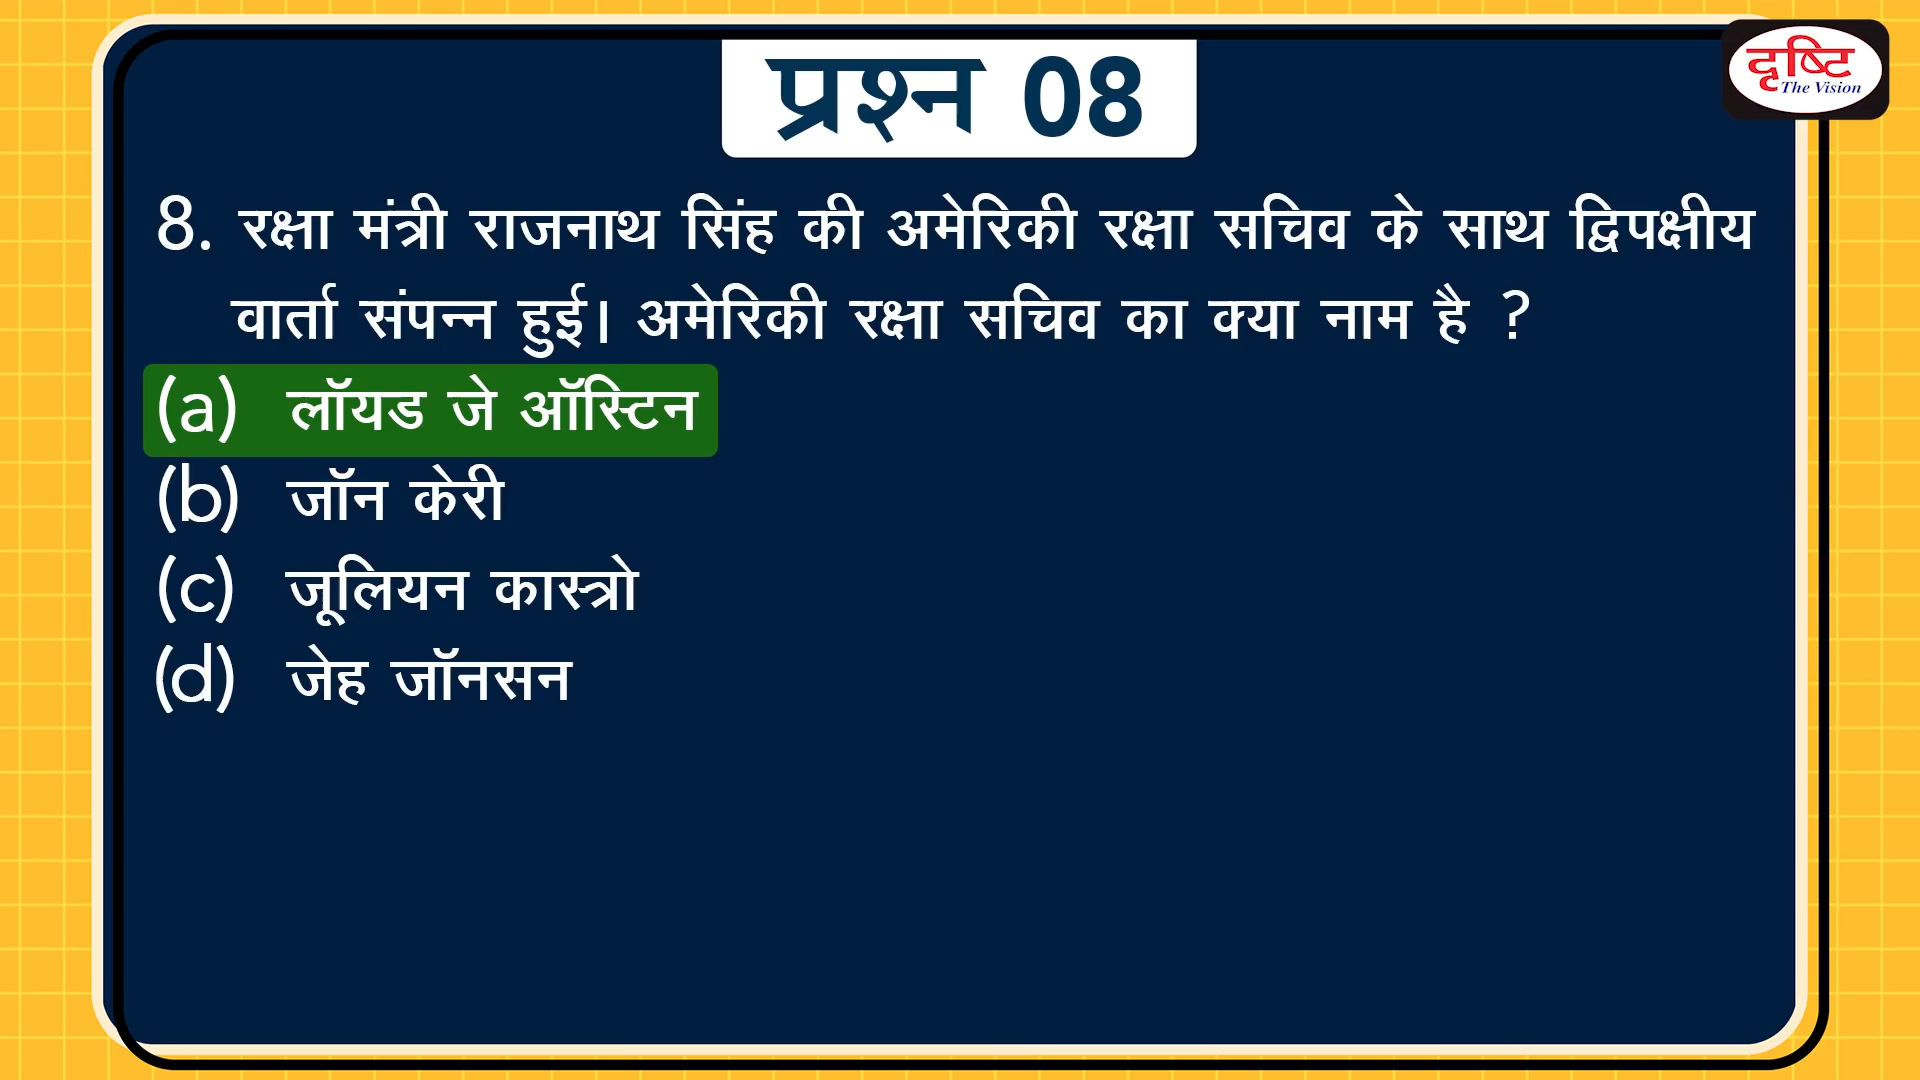 प्रश्न 08
दृष्टि
The Vision
8. रक्षा मंत्री राजनाथ सिंह की अमेरिकी रक्षा सचिव के साथ द्विपक्षीय
वार्ता संपन्न हुई। अमेरिकी रक्षा सचिव का क्या नाम है ?
(a) लॉयड जे ऑस्टिन
(b) जॉन केरी
(c) जूलियन कास्त्रो
(d) जेह जॉनसन